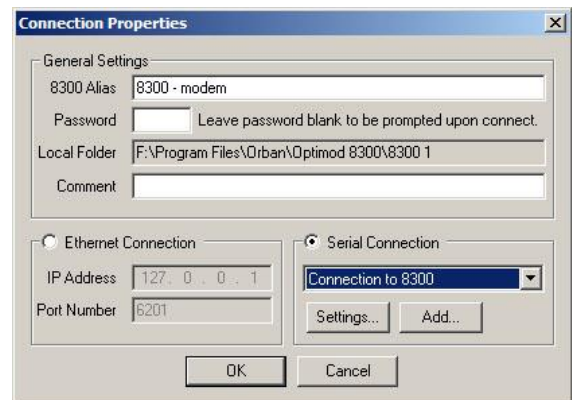 Connection Properties
General Settings
8300 Alias 8300 - modem
Password Leave password blank to be prompted upon connect.
Local Folder F:\Program Files\Orban\Optimod 8300\8300 1
Comment
Ethernet Connection
IP Address 127. 0 . 0 . 1
Port Number 6201
Serial Connection
Connection to 8300
Settings... Add...
OK Cancel